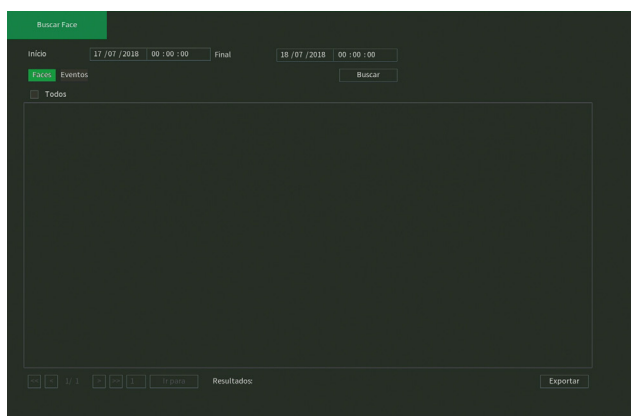 Buscar Face
Início 17 /07 /2018 00 :00 :00 Final 18 /07 /2018 00 :00 :00
Faces Eventos Buscar
Todos
<< < 1/ 1 > >> 1 Ir para Resultados: Exportar